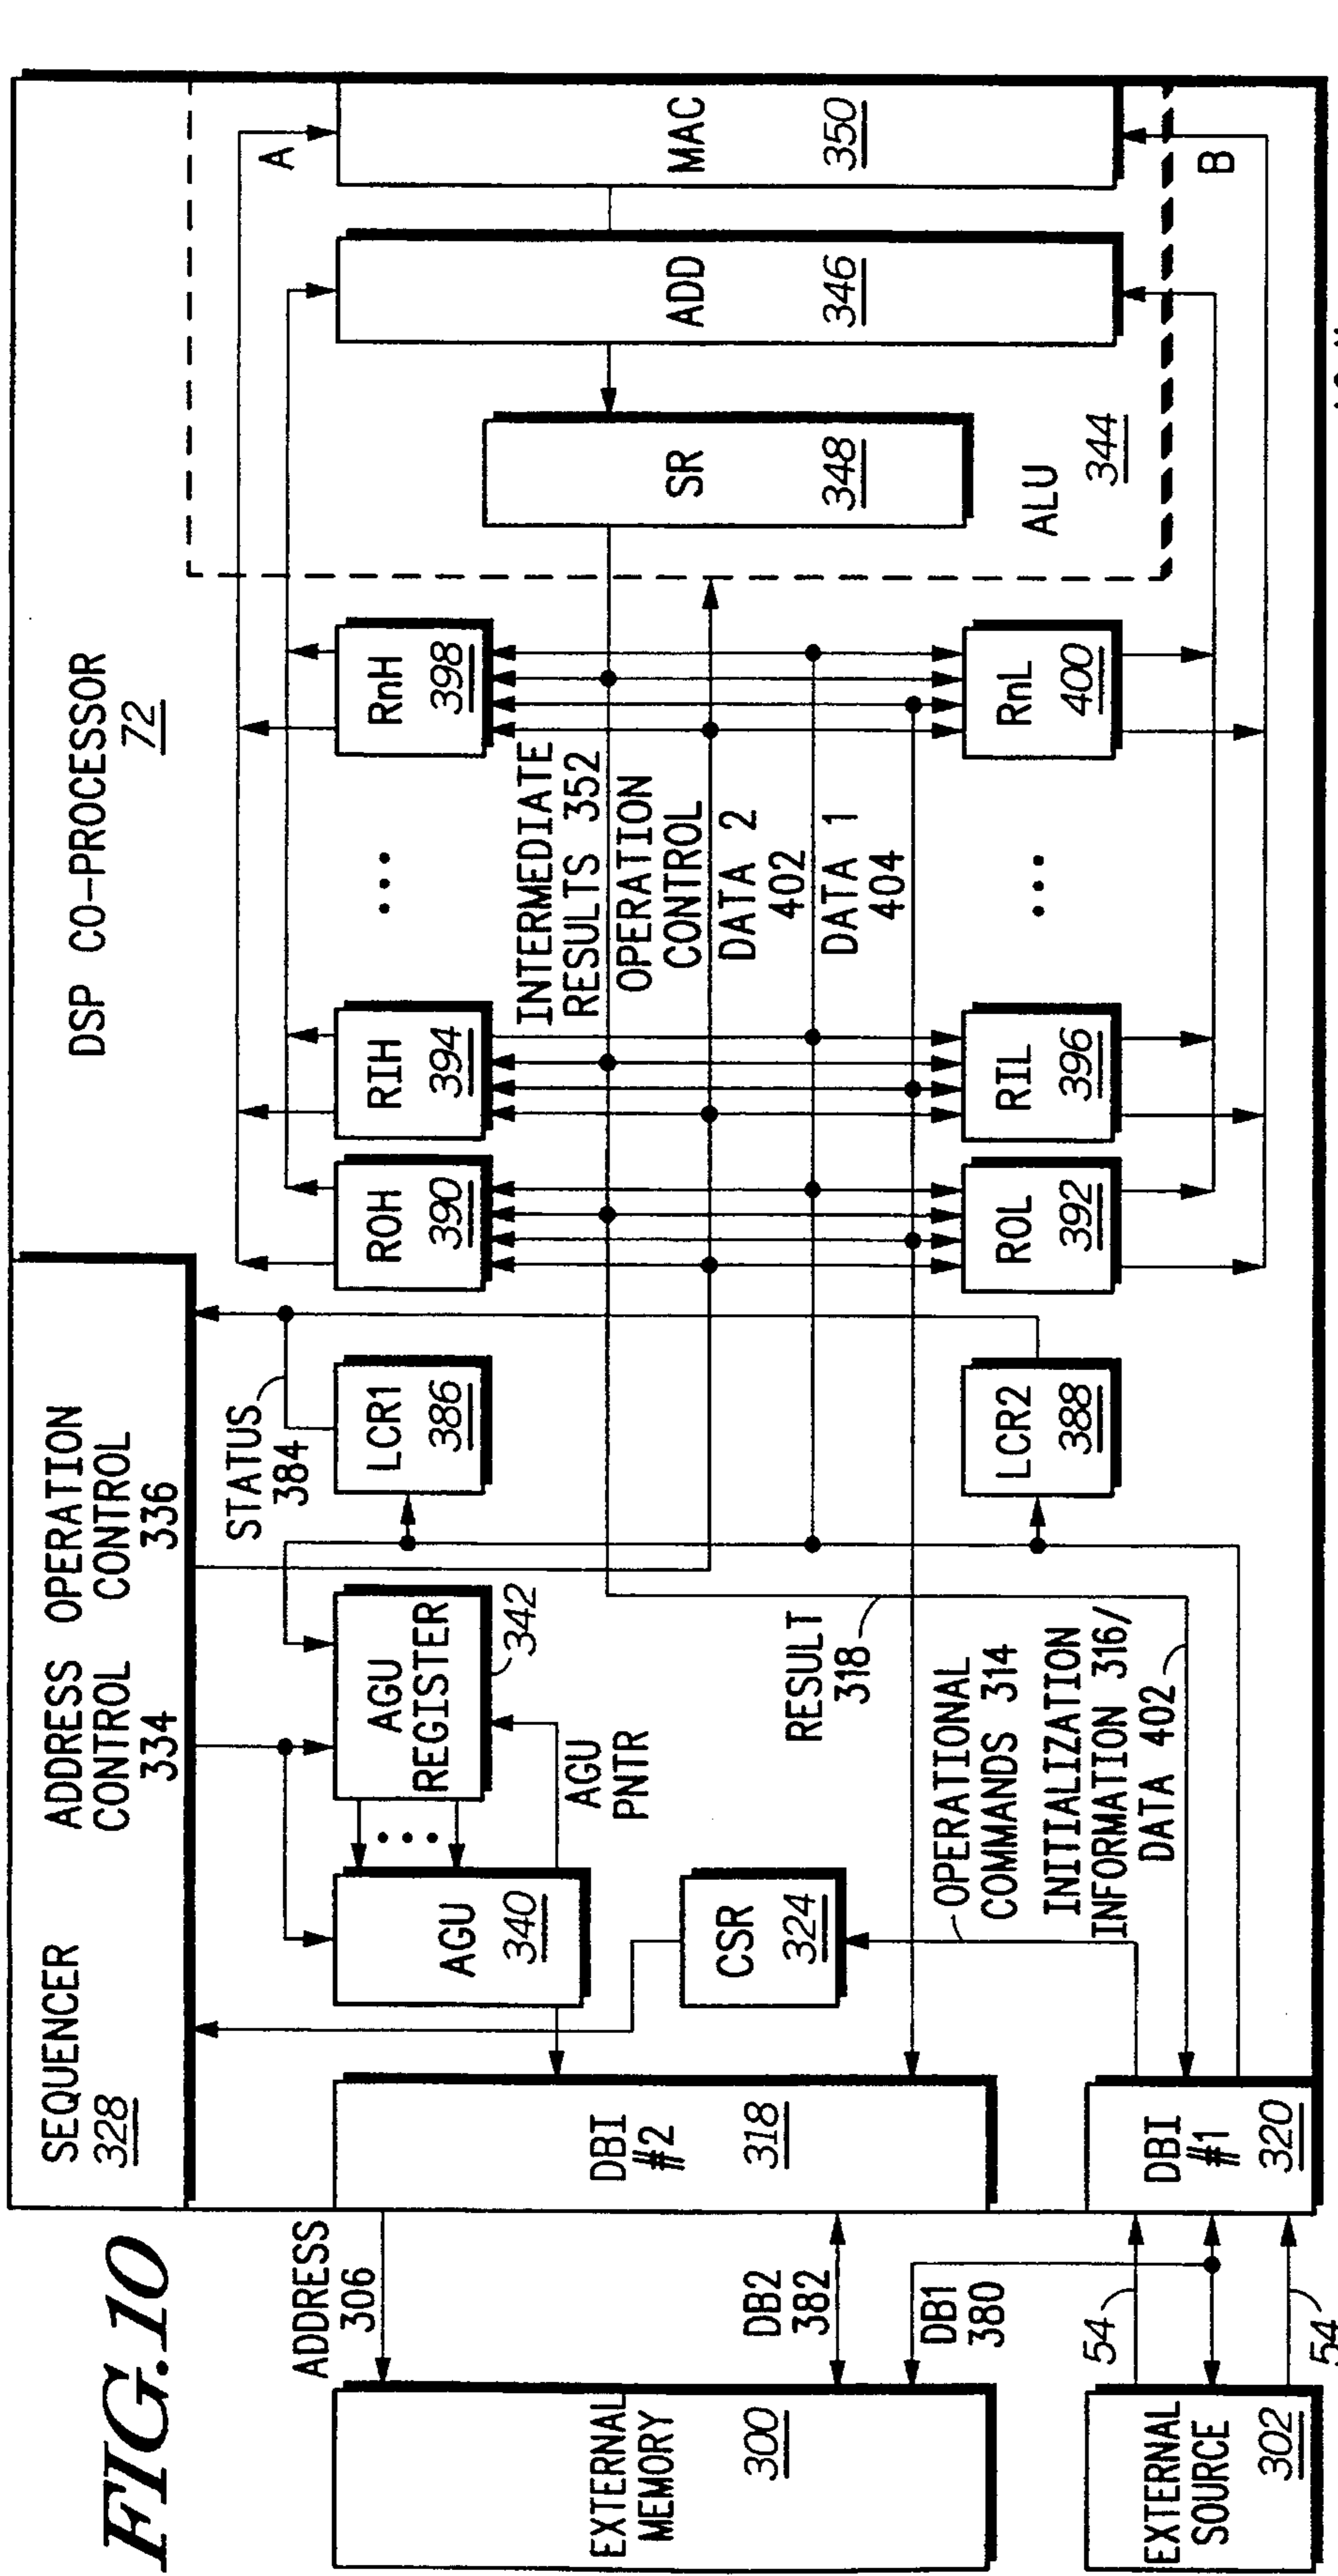 FIG.10
DSP CO-PROCESSOR
72
SEQUENCER
328
ADDRESS
CONTROL
334
OPERATION
CONTROL
336
STATUS
384
ADDRESS
306
EXTERNAL
MEMORY
300
DB2
382
DB1
380
EXTERNAL
SOURCE
302
54
54
DBI
#2
318
DBI
#1
320
AGU
340
AGU
REGISTER
342
AGU
PNTR
CSR
324
RESULT
318
OPERATIONAL
COMMANDS 314
INITIALIZATION
INFORMATION 316/
DATA 402
LCR1
386
LCR2
388
ROH
390
ROL
392
RIH
394
RIL
396
...
...
INTERMEDIATE
RESULTS 352
OPERATION
CONTROL
DATA 2
402
DATA 1
404
RnH
398
RnL
400
ALU
344
SR
348
ADD
346
MAC
350
A
B